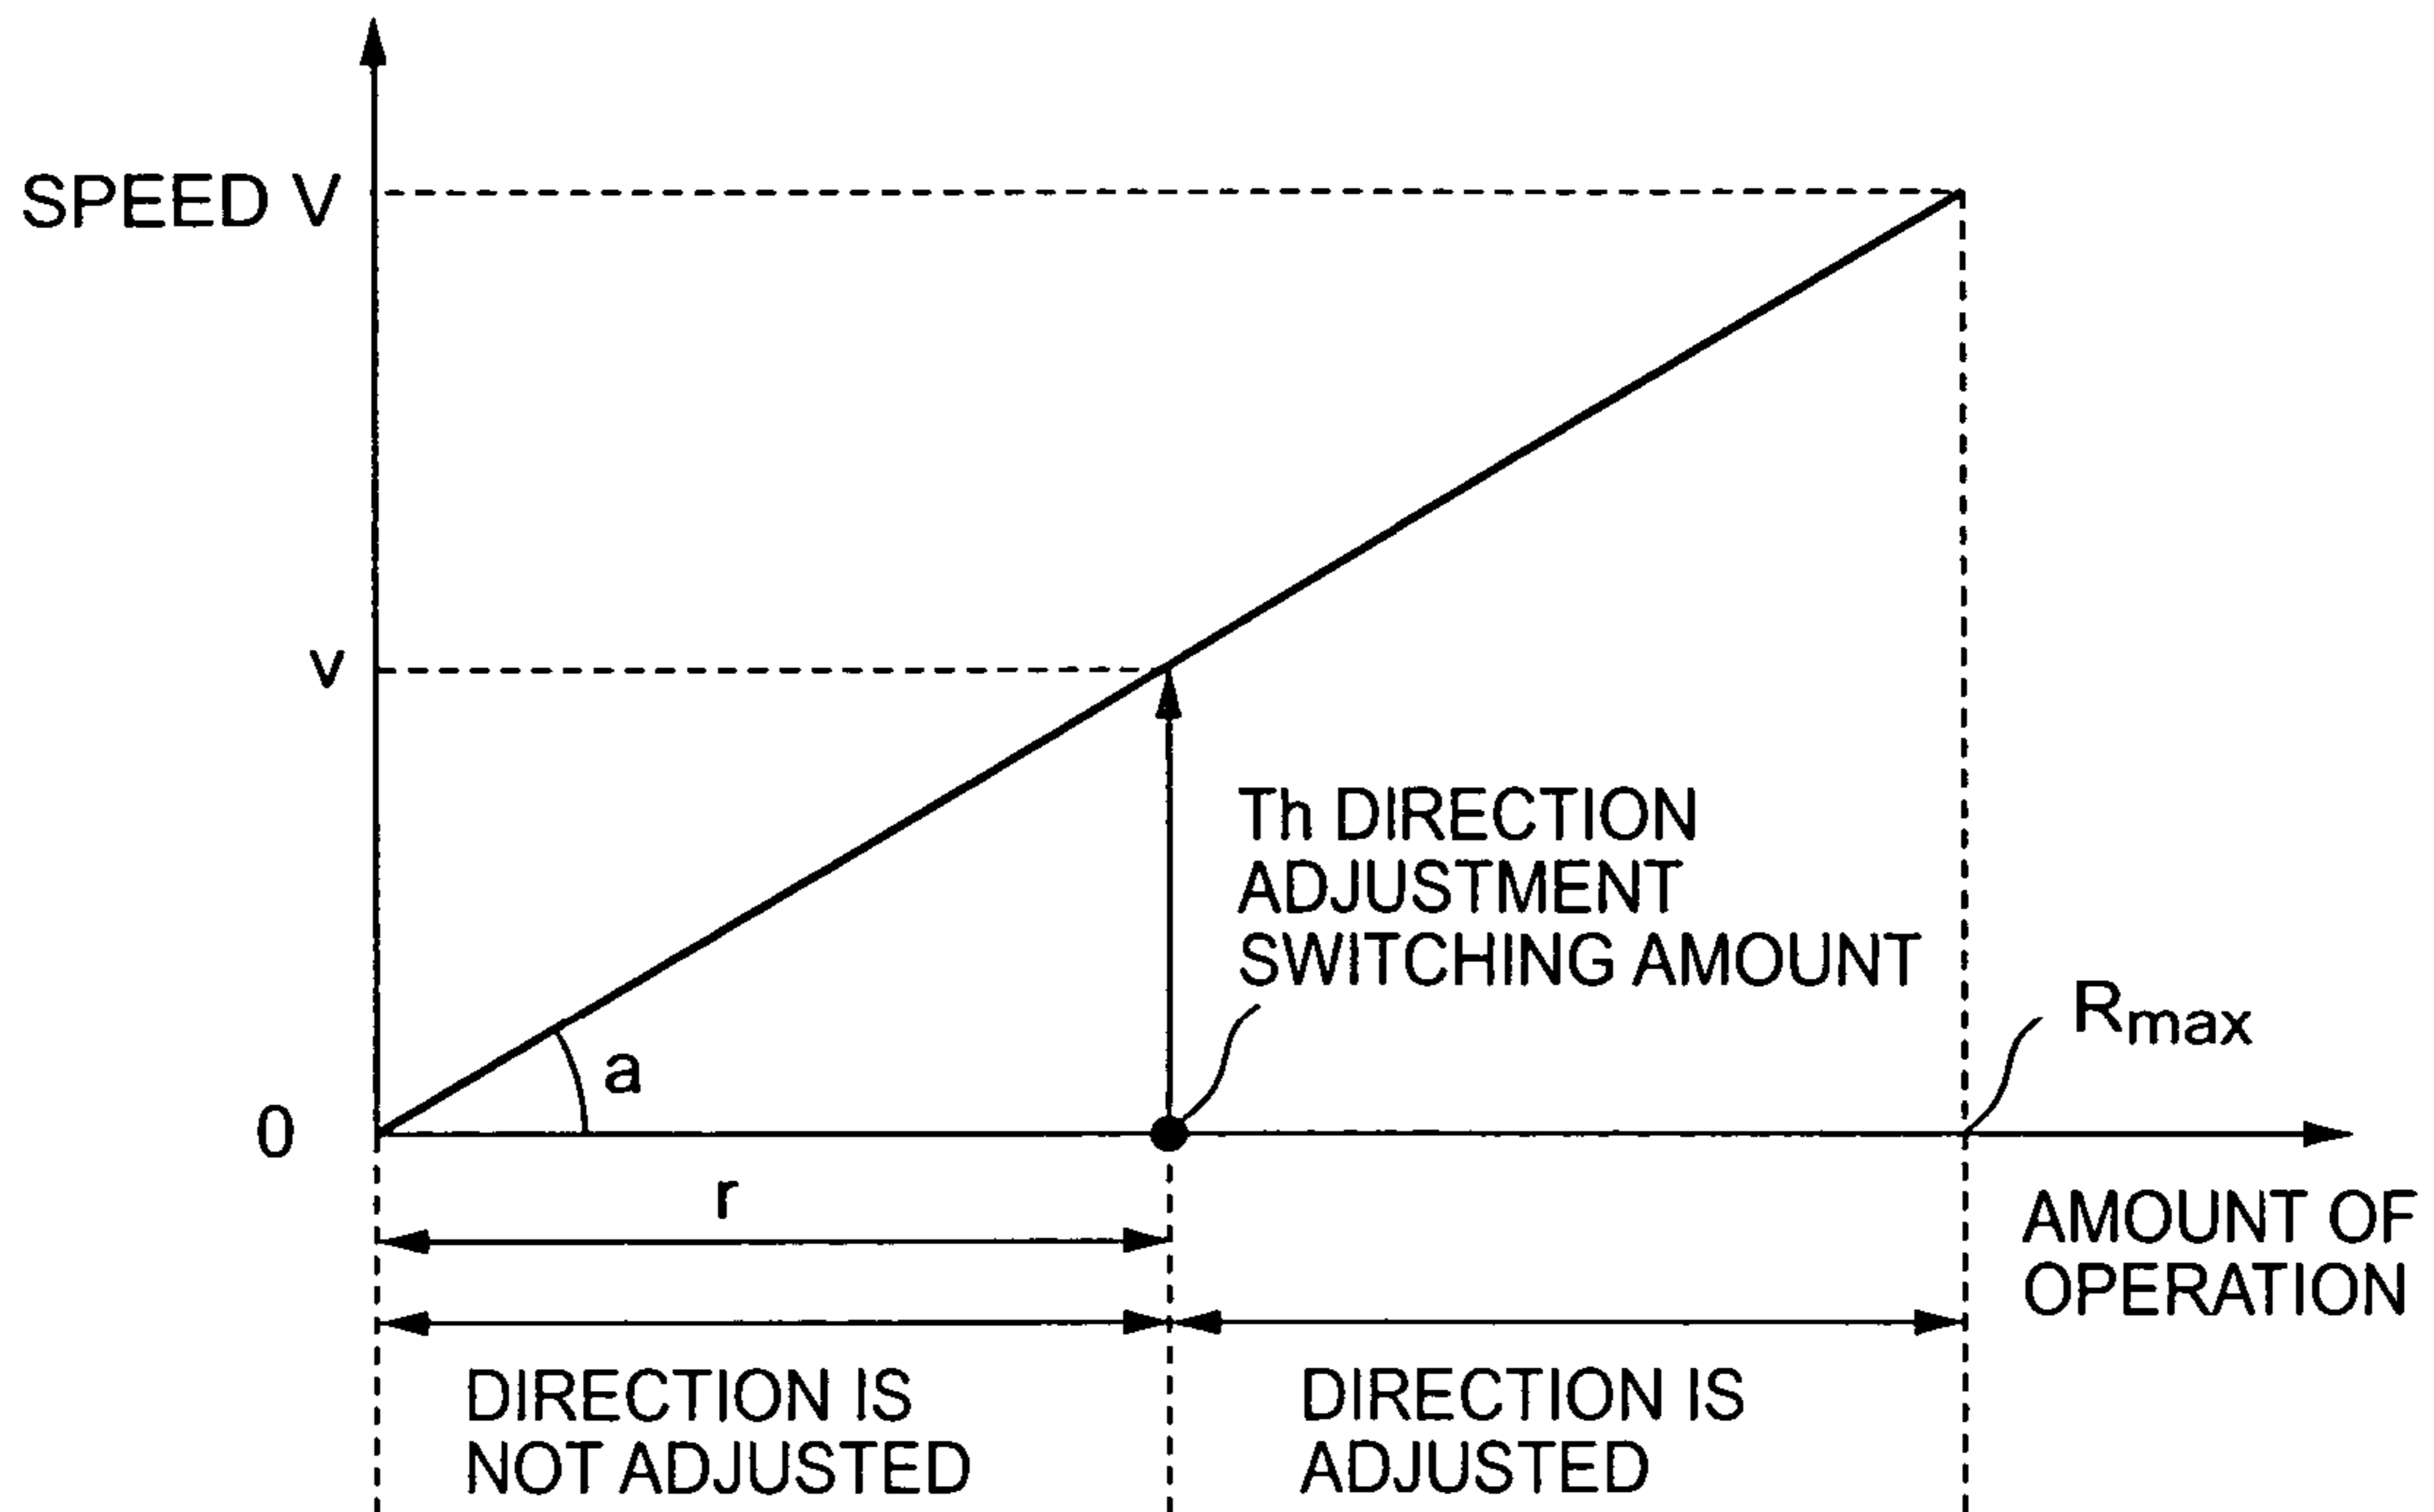 SPEED V
v
Th DIRECTION
ADJUSTMENT
SWITCHING AMOUNT
Rmax
a
0
r
AMOUNT OF
OPERATION
DIRECTION IS
NOT ADJUSTED
DIRECTION IS
ADJUSTED